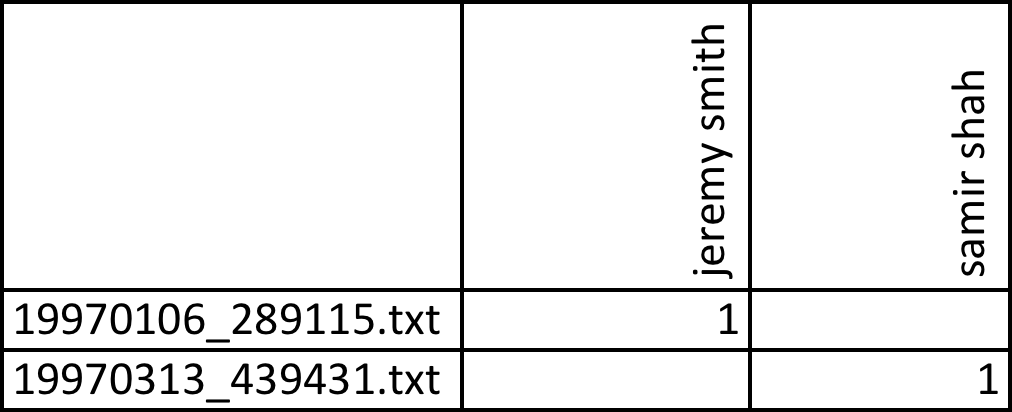 jeremy smith
samir shah
19970106_289115.txt 1
19970313_439431.txt 1